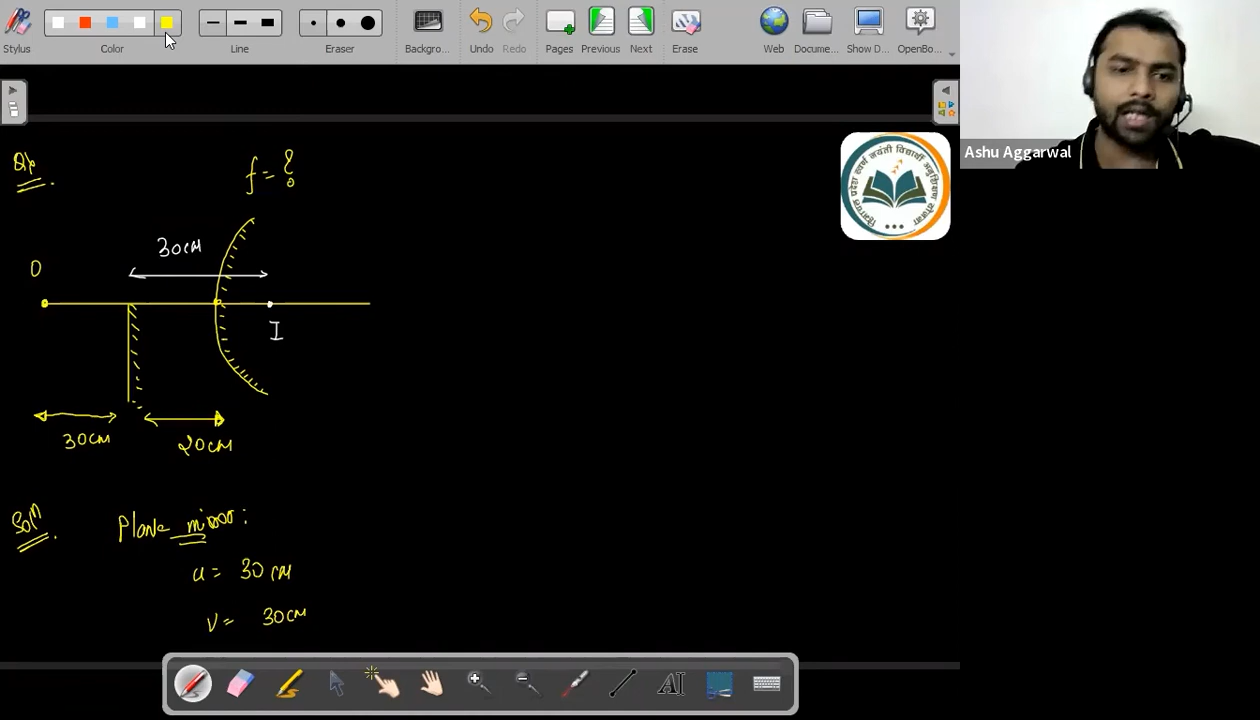 Stylus Color Line Eraser Backgro... Undo Redo Pages Previous Next Erase Web Docume... Show D... OpenBo...
Ashu Aggarwal
f = ?
30cm
O
I
30cm
20cm
Soln.
Plane mirror:
u = 30 cm
v = 30cm